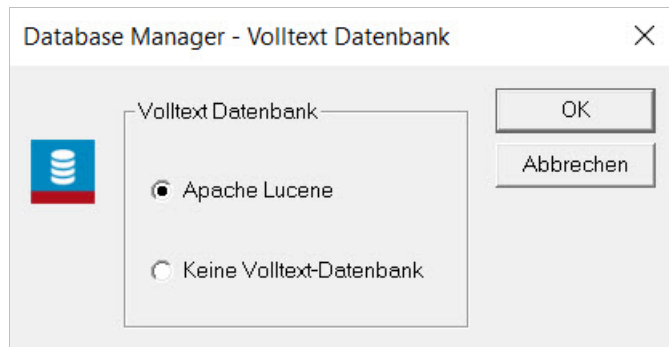 Database Manager - Volltext Datenbank
Volltext Datenbank
OK
Abbrechen
Apache Lucene
Keine Volltext-Datenbank